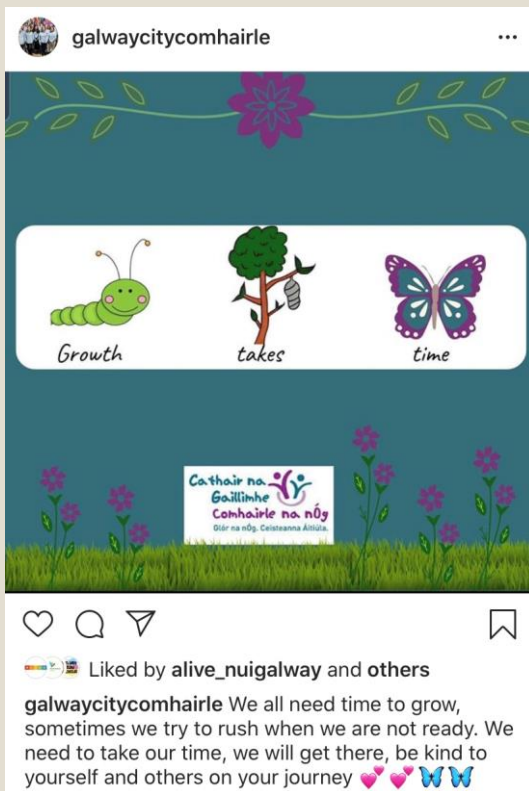 galwaycitycomhairle
Growth takes time
Cathair na
Gaillimhe
Comhairle na nÓg
Glór na nÓg. Ceisteanna Áitiúla.
Liked by alive_nuigalway and others
galwaycitycomhairle We all need time to grow,
sometimes we try to rush when we are not ready. We
need to take our time, we will get there, be kind to
yourself and others on your journey 💕 💕 🦋 🦋